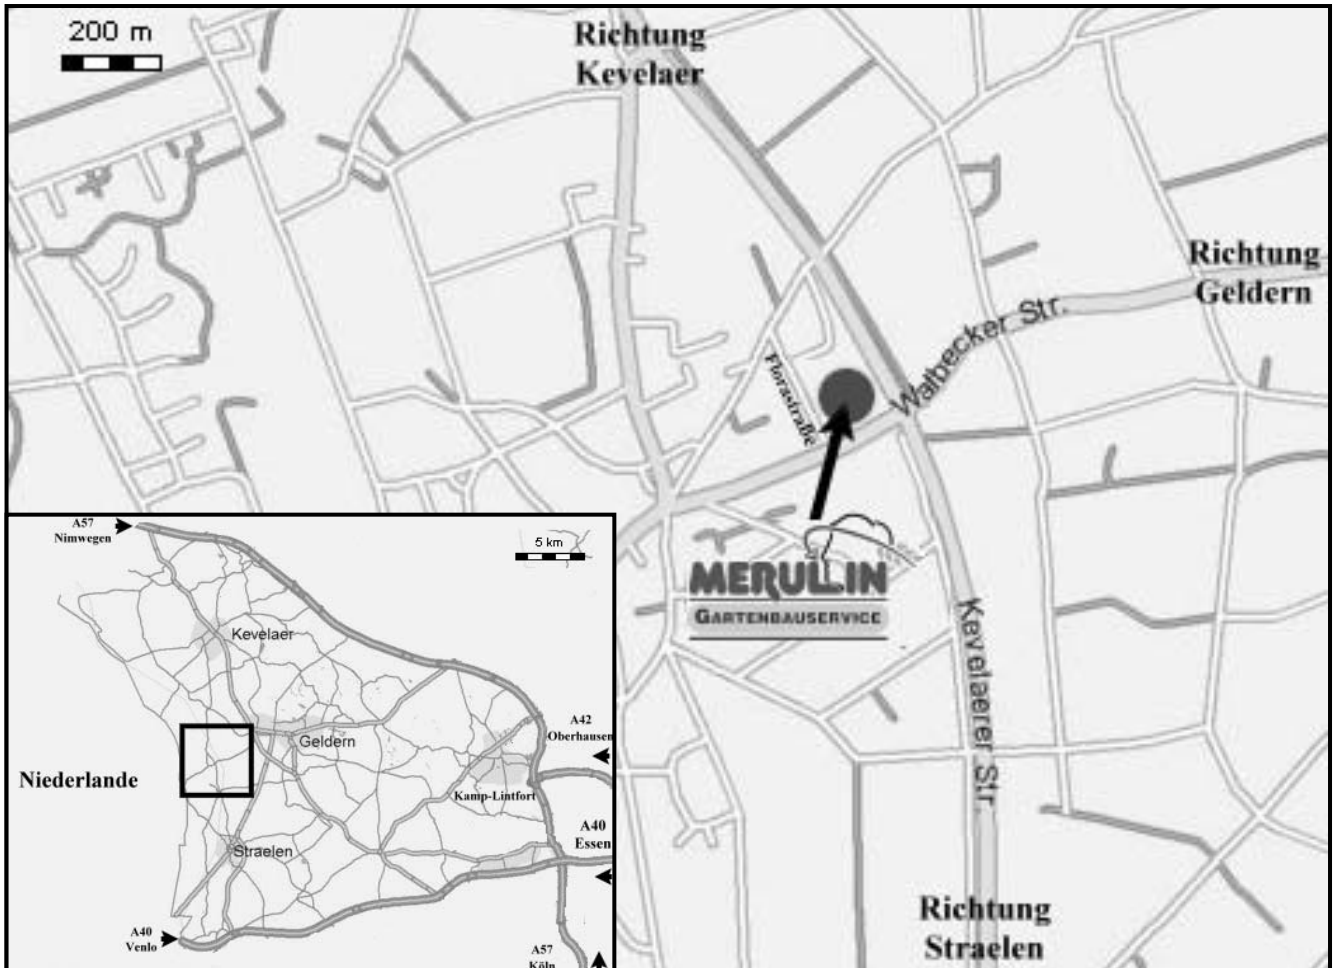 200 m
Richtung
Kevelaer
Richtung
Geldern
Walbecker Str.
Florastraße
MERULLIN
GARTENBAUSERVICE
Kevelaerer Str.
Richtung
Straelen
A57
Nimwegen
5 km
Kevelaer
Geldern
A42
Oberhausen
Niederlande
Kamp-Lintfort
A40
Essen
Straelen
A40
Venlo
A57
Köln